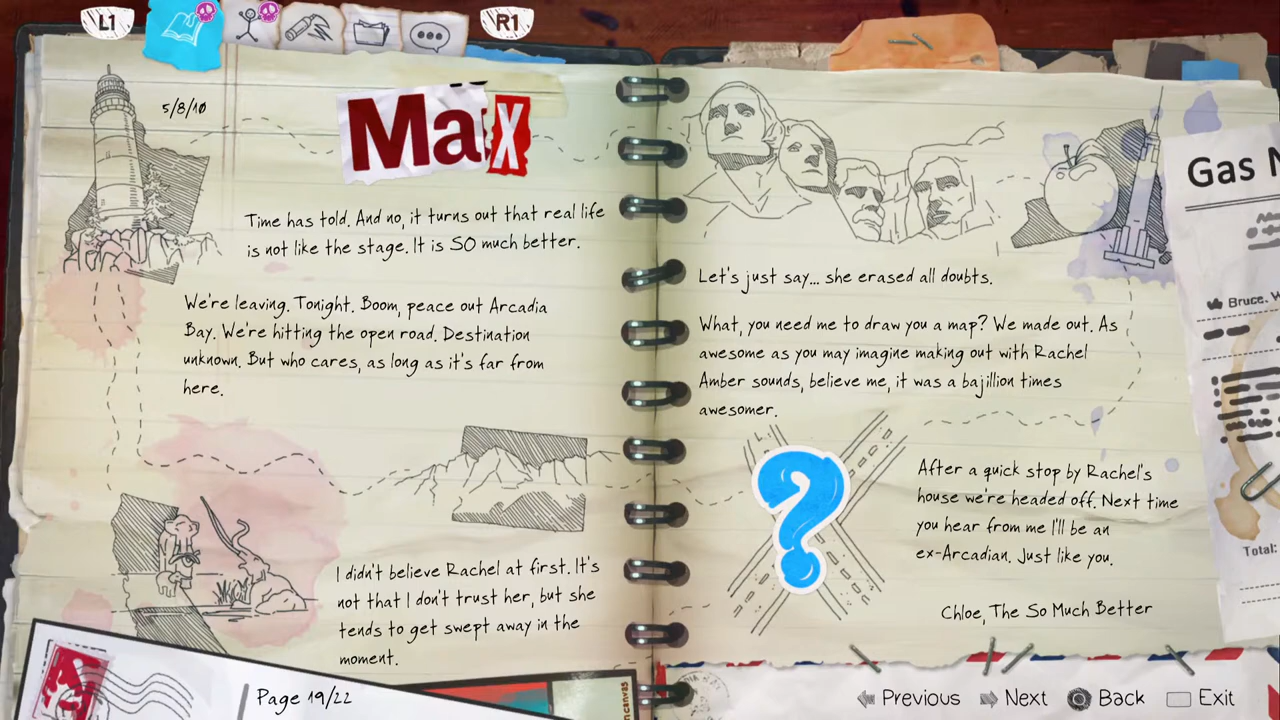 L1
R1
5/8/10
Max
Time has told. And no, it turns out that real life
is not like the stage. It is SO much better.
We're leaving. Tonight. Boom, peace out Arcadia
Bay. We're hitting the open road. Destination
unknown. But who cares, as long as it's far from
here.
I didn't believe Rachel at first. It's
not that I don't trust her, but she
tends to get swept away in the
moment.
Let's just say... she erased all doubts.
What, you need me to draw you a map? We made out. As
awesome as you may imagine making out with Rachel
Amber sounds, believe me, it was a bajillion times
awesomer.
?
After a quick stop by Rachel's
house we're headed off. Next time
you hear from me I'll be an
ex-Arcadian. Just like you.
Chloe, The So Much Better
Gas
Bruce.
Total:
Page 19/22
canvas
Previous
Next
Back
Exit